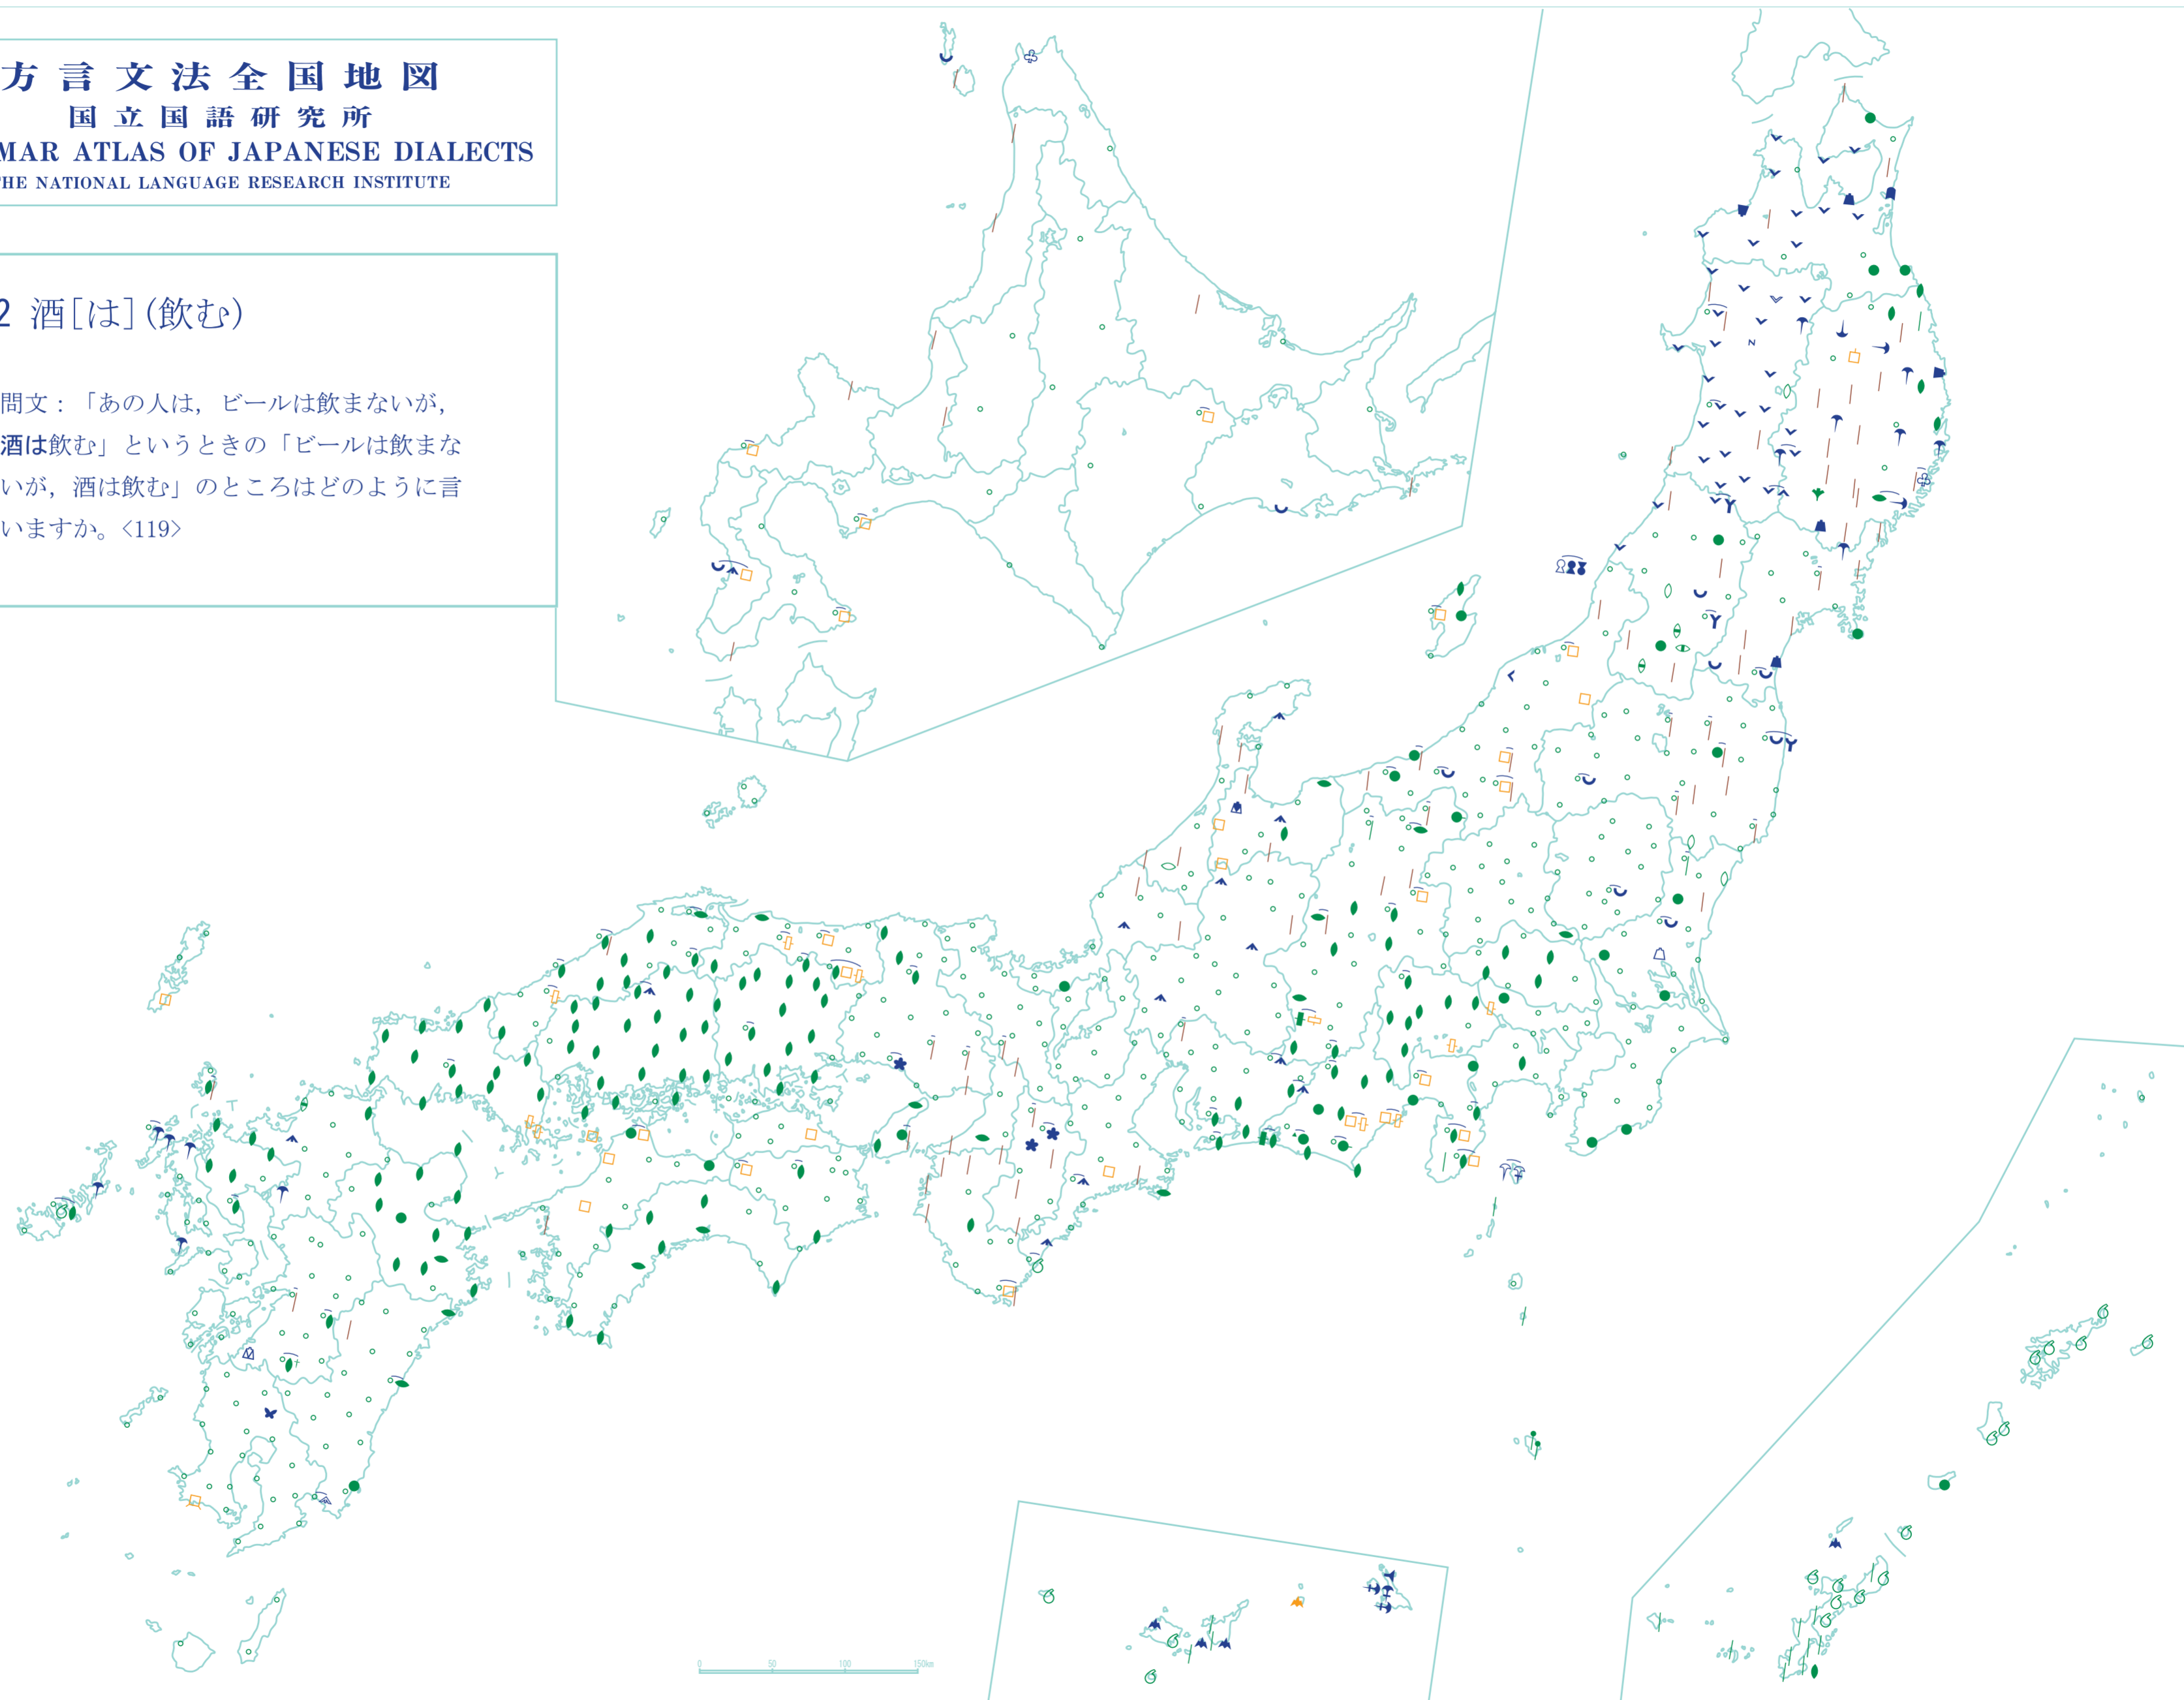 方言文法全国地図
国立国語研究所
MAR ATLAS OF JAPANESE DIALECTS
HE NATIONAL LANGUAGE RESEARCH INSTITUTE
2 酒[は](飲む)
問文:「あの人は，ビールは飲まないが，
酒は飲む」というときの「ビールは飲まな
いが，酒は飲む」のところはどのように言
いますか。〈119〉
N
0 50 100 150km